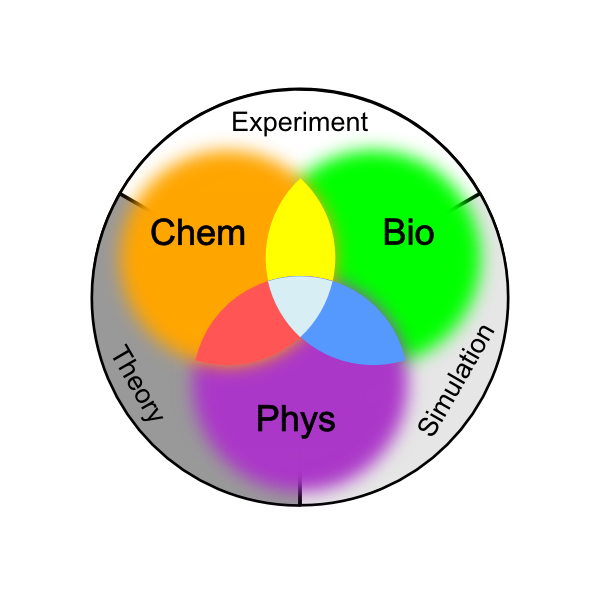 Experiment
Chem
Bio
Theory
Simulation
Phys